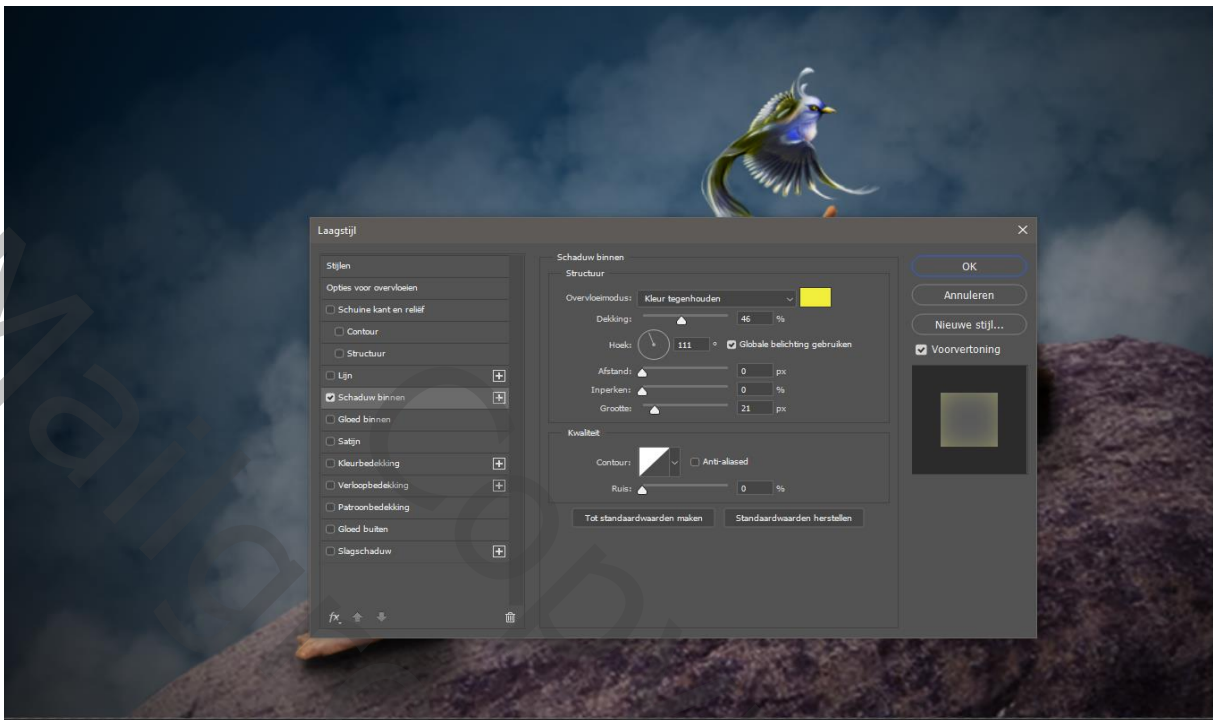 Laagstijl
Stijlen
Opties voor overvloeien
Schuine kant en reliëf
Contour
Structuur
Lijn
Schaduw binnen
Gloed binnen
Satijn
Kleurbedekking
Verloopbedekking
Patroonbedekking
Gloed buiten
Slagschaduw
fx
Schaduw binnen
Structuur
Overvloeimodus: Kleur tegenhouden
Dekking: 46 %
Hoek: 111 ° Globale belichting gebruiken
Afstand: 0 px
Inperken: 0 %
Grootte: 21 px
Kwaliteit
Contour: Anti-aliased
Ruis: 0 %
Tot standaardwaarden maken Standaardwaarden herstellen
OK
Annuleren
Nieuwe stijl...
Voorvertoning